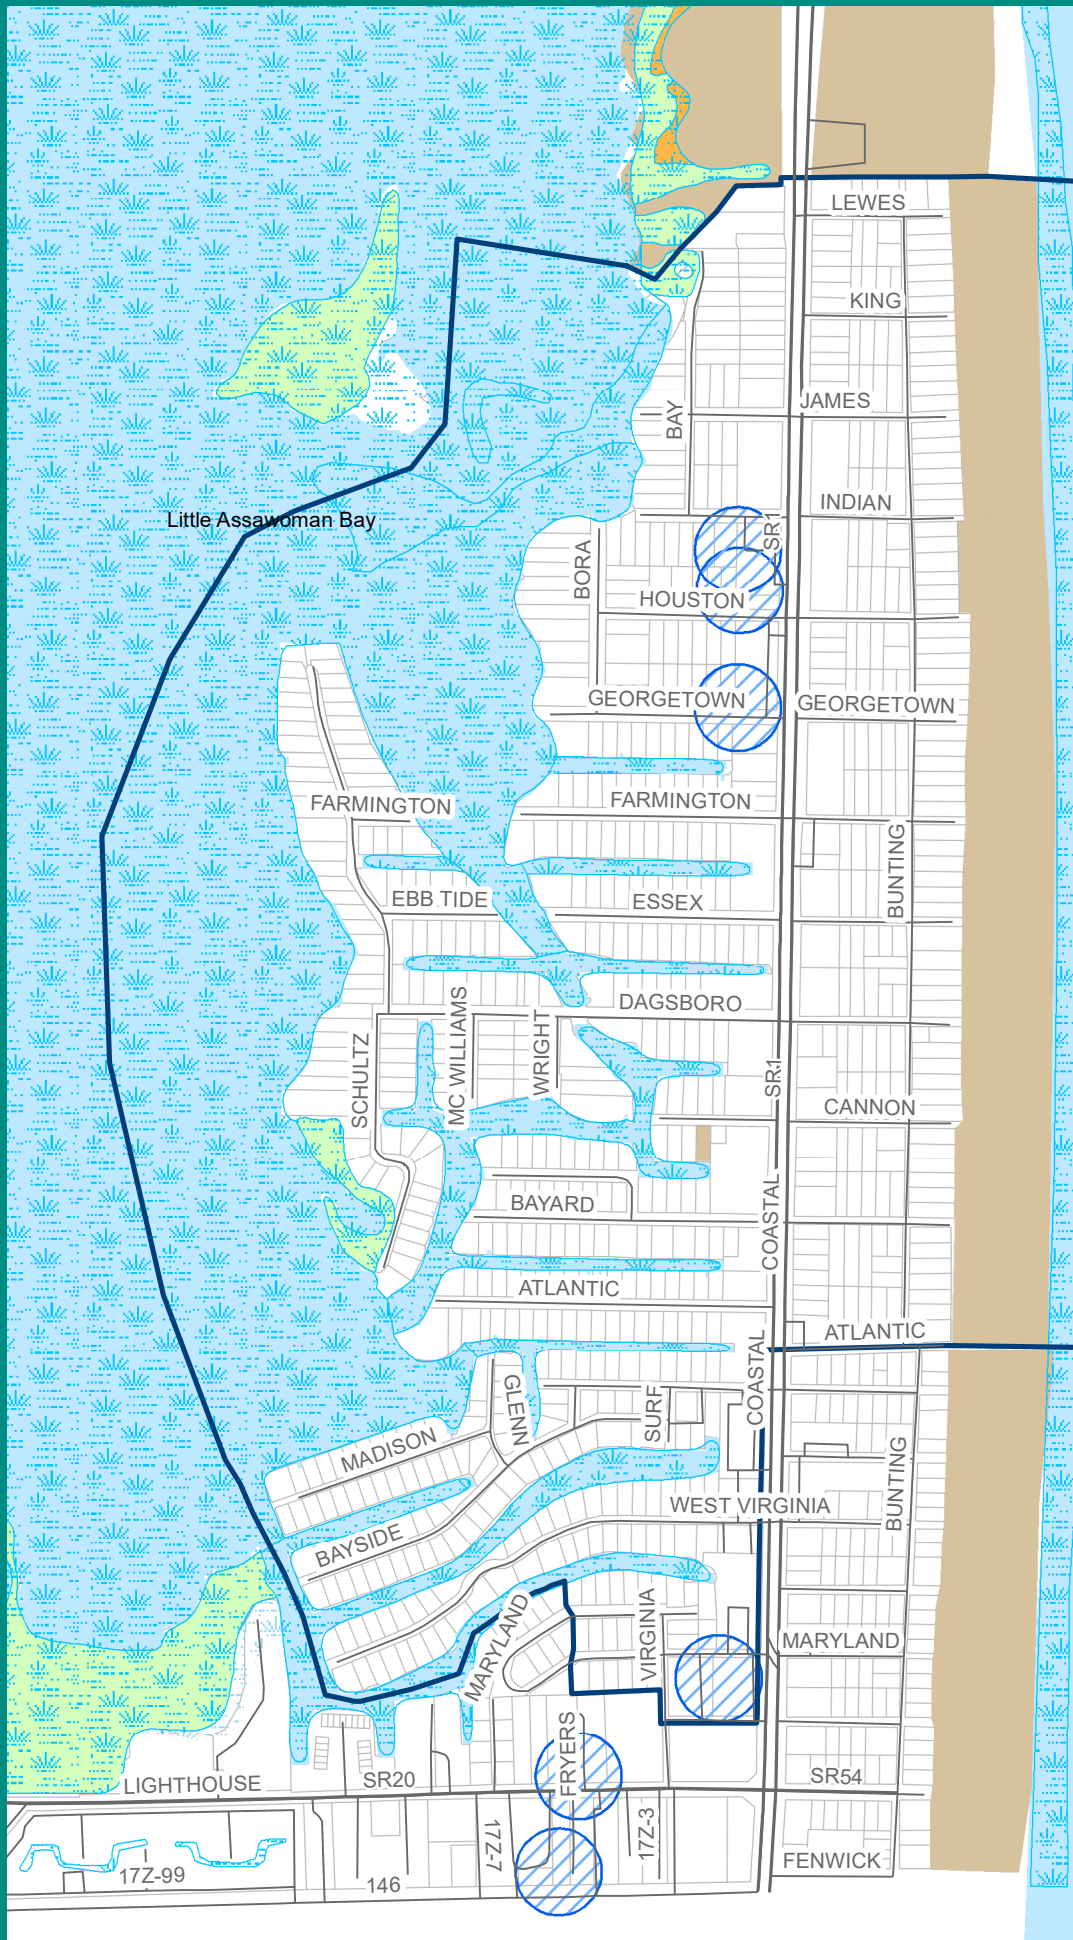 LEWES
KING
JAMES
BAY
INDIAN
Little Assawoman Bay
SR1
BORA
HOUSTON
GEORGETOWN
GEORGETOWN
FARMINGTON
FARMINGTON
BUNTING
EBB TIDE
ESSEX
DAGSBORO
MC WILLIAMS
WRIGHT
SCHULTZ
SR1
CANNON
BAYARD
COASTAL
ATLANTIC
ATLANTIC
COASTAL
GLENN
SURF
MADISON
BUNTING
WEST VIRGINIA
BAYSIDE
MARYLAND
VIRGINIA
MARYLAND
FRYERS
LIGHTHOUSE
SR20
SR54
17Z-7
17Z-3
FENWICK
17Z-99
146